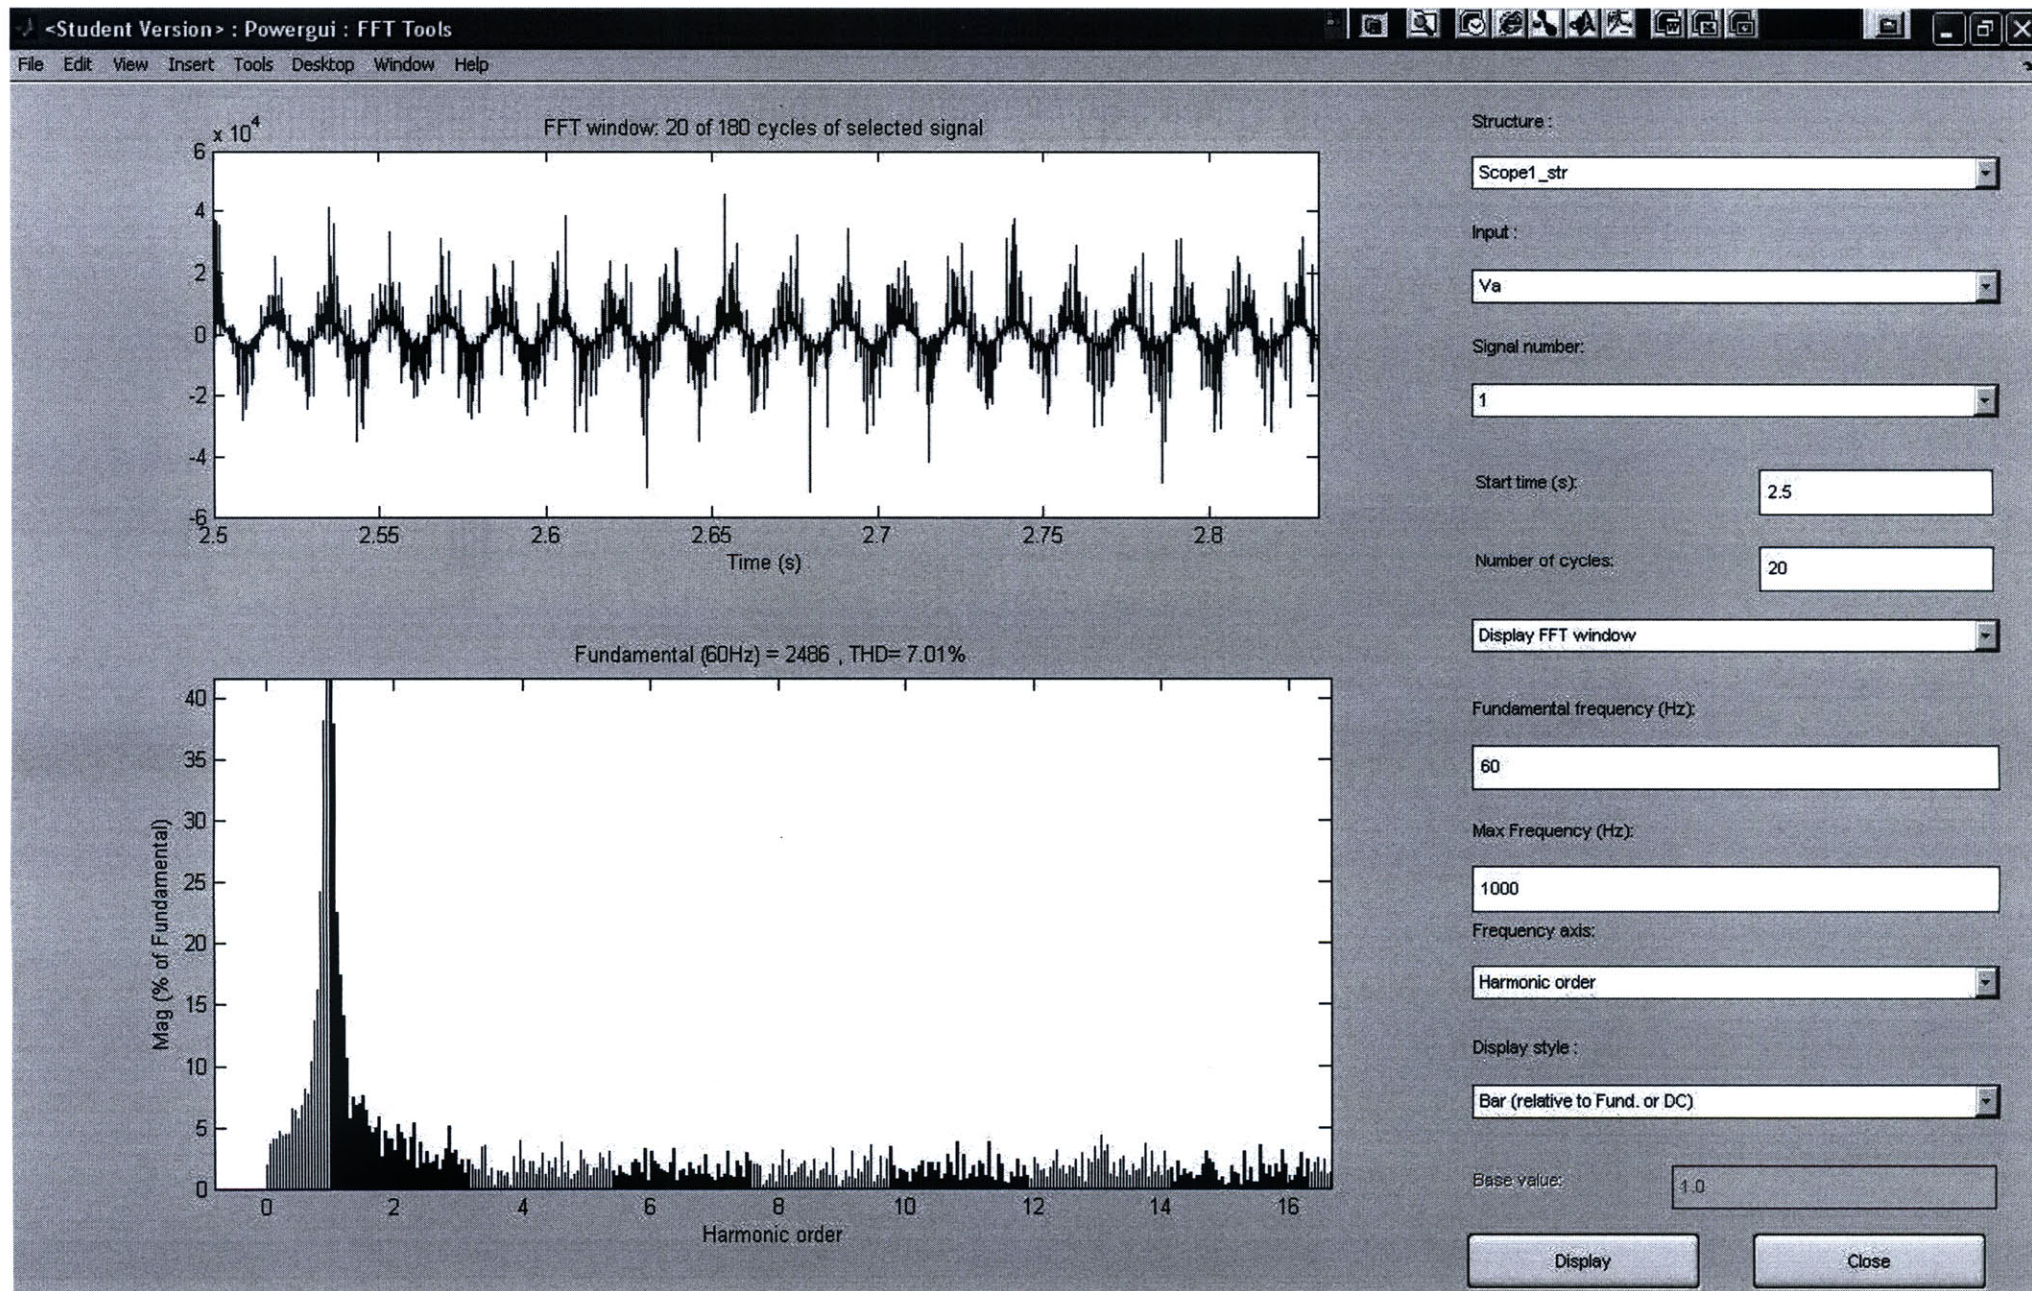 <Student Version> : Powergui : FFT Tools
File Edit View Insert Tools Desktop Window Help
x 10^4
FFT window: 20 of 180 cycles of selected signal
6
4
2
0
-2
-4
-6
2.5 2.55 2.6 2.65 2.7 2.75 2.8
Time (s)
Fundamental (60Hz) = 2486 , THD= 7.01%
Mag (% of Fundamental)
40
35
30
25
20
15
10
5
0
0 2 4 6 8 10 12 14 16
Harmonic order
Structure :
Scope1_str
Input :
Va
Signal number:
1
Start time (s):
2.5
Number of cycles:
20
Display FFT window
Fundamental frequency (Hz):
60
Max Frequency (Hz):
1000
Frequency axis:
Harmonic order
Display style :
Bar (relative to Fund. or DC)
Base value:
1.0
Display
Close